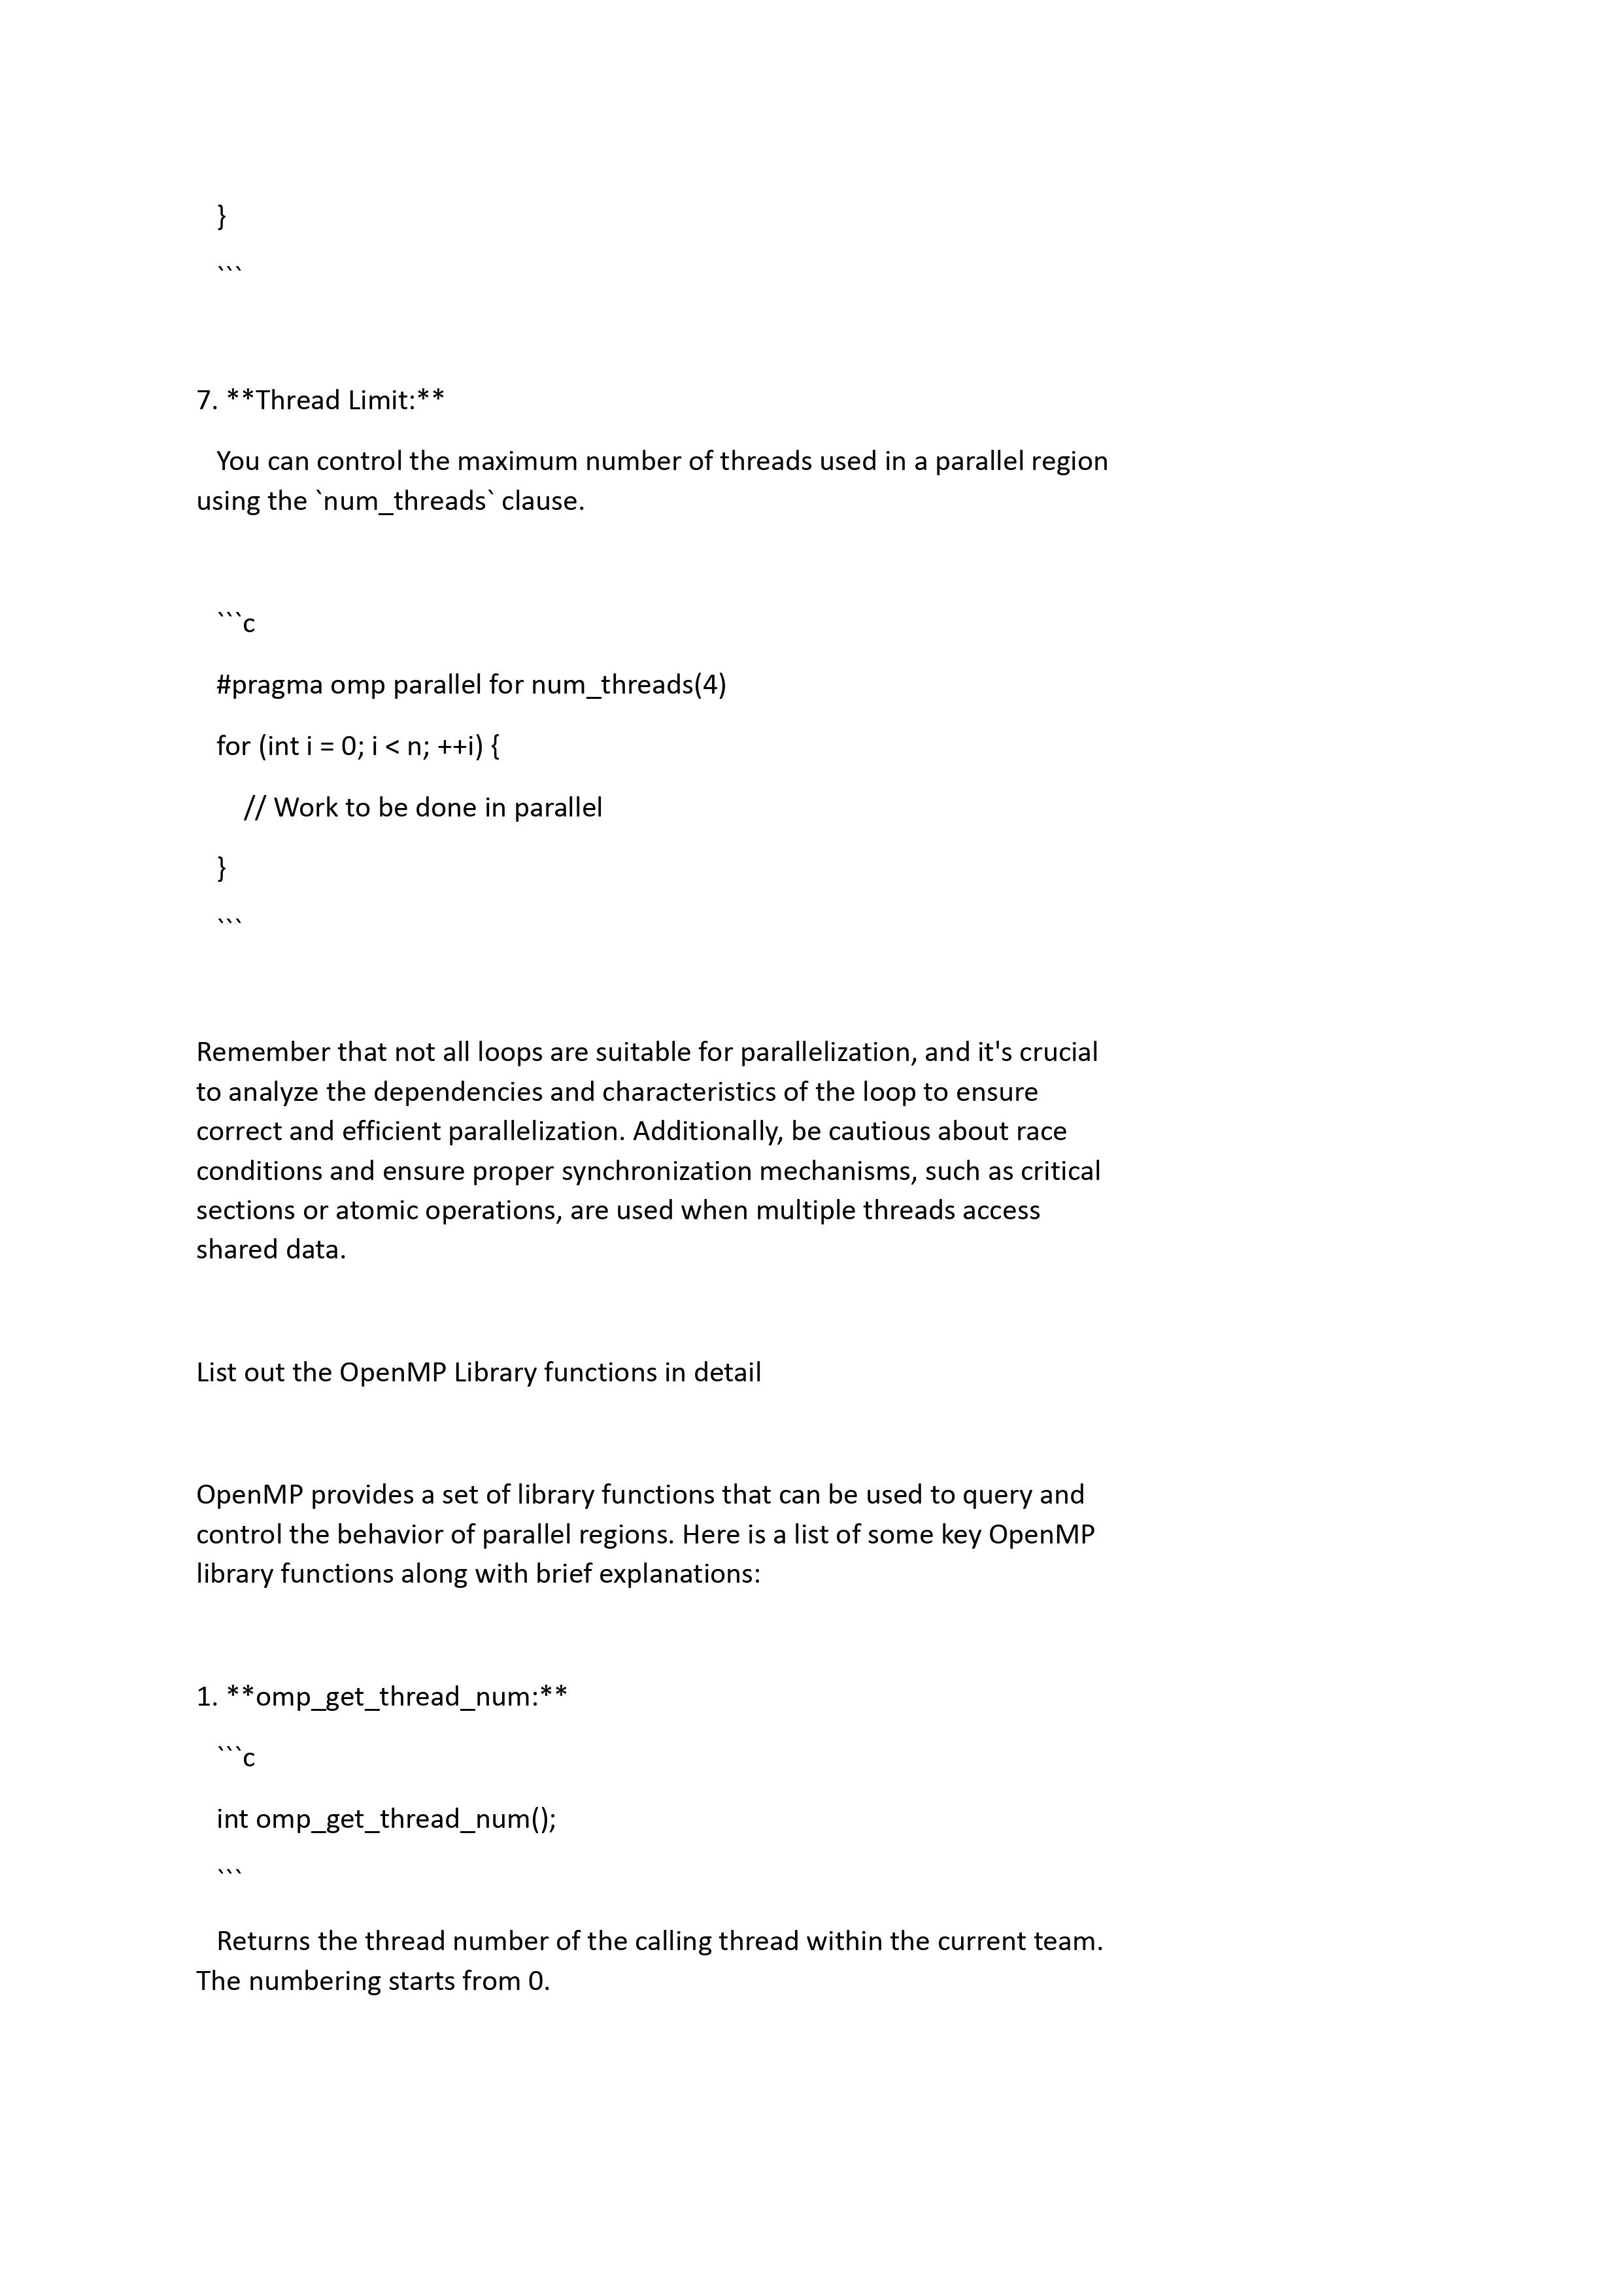 }
```
7. **Thread Limit:**
You can control the maximum number of threads used in a parallel region
using the `num_threads` clause.
```c
#pragma omp parallel for num_threads(4)
for (int i = 0; i < n; ++i) {
// Work to be done in parallel
}
```
Remember that not all loops are suitable for parallelization, and it's crucial
to analyze the dependencies and characteristics of the loop to ensure
correct and efficient parallelization. Additionally, be cautious about race
conditions and ensure proper synchronization mechanisms, such as critical
sections or atomic operations, are used when multiple threads access
shared data.
List out the OpenMP Library functions in detail
OpenMP provides a set of library functions that can be used to query and
control the behavior of parallel regions. Here is a list of some key OpenMP
library functions along with brief explanations:
1. **omp_get_thread_num:**
```c
int omp_get_thread_num();
```
Returns the thread number of the calling thread within the current team.
The numbering starts from 0.